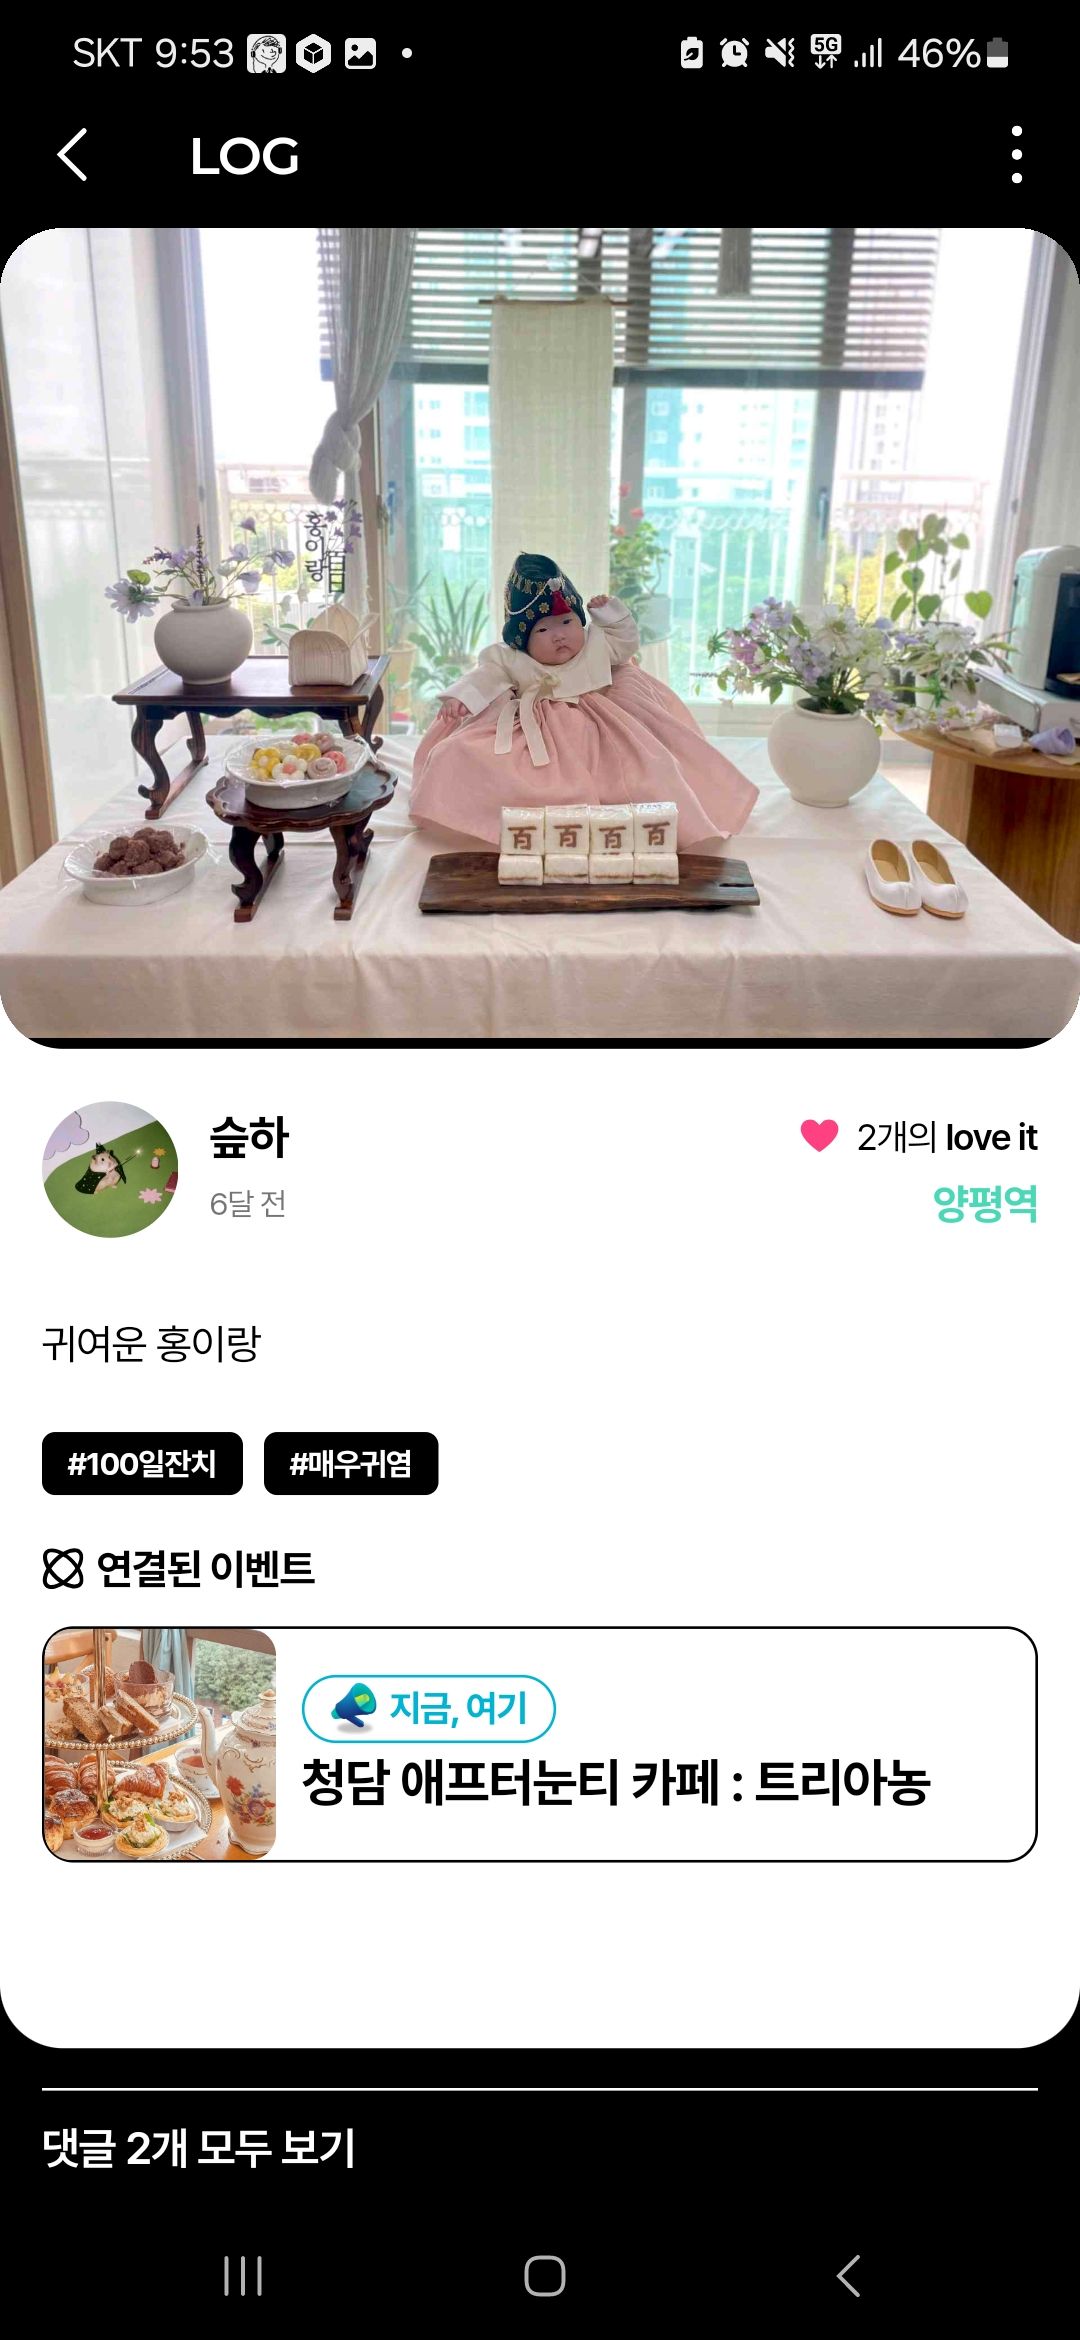 SKT 9:53
5G
46%
LOG
홍이랑
百日
百 百 百 百
슾하
2개의 love it
6달 전
양평역
귀여운 홍이랑
#100일잔치 #매우귀염
연결된 이벤트
지금, 여기
청담 애프터눈티 카페 : 트리아농
댓글 2개 모두 보기